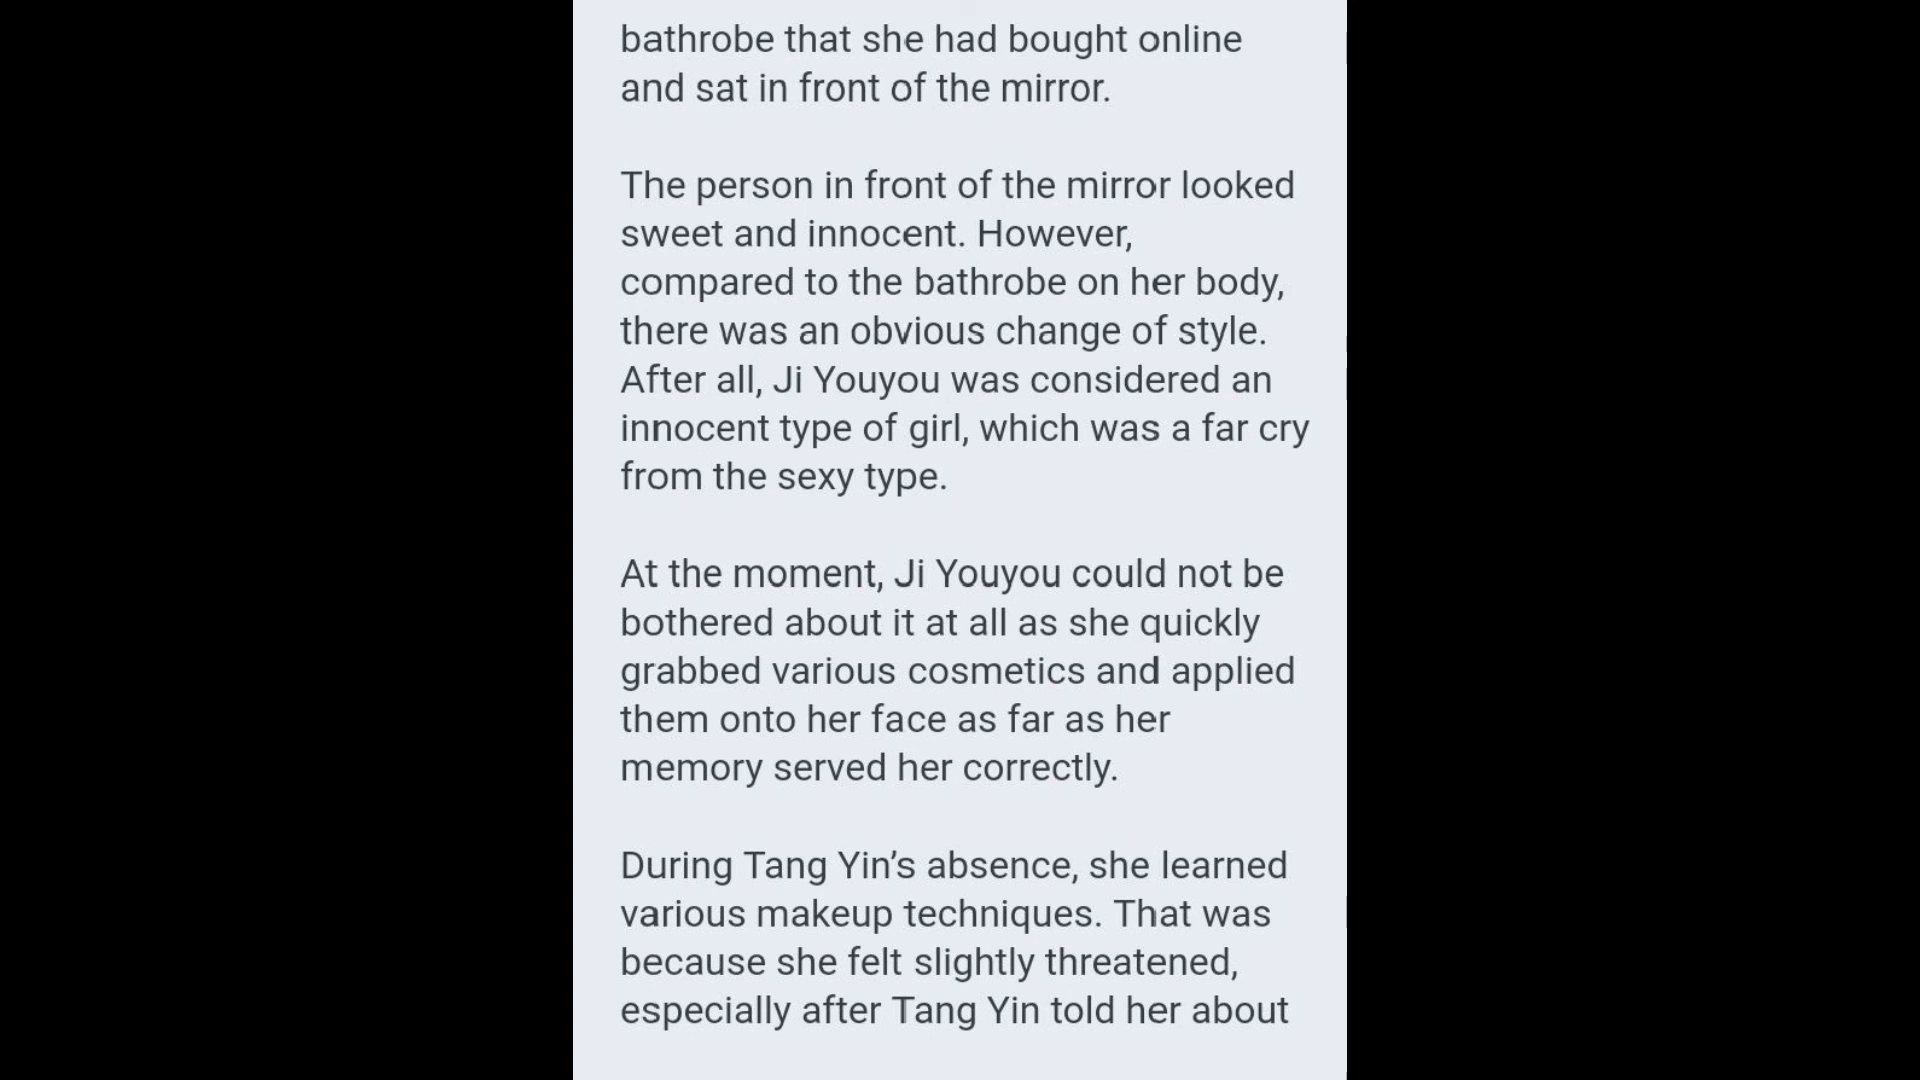 bathrobe that she had bought online
and sat in front of the mirror.
The person in front of the mirror looked
sweet and innocent. However,
compared to the bathrobe on her body,
there was an obvious change of style.
After all, Ji Youyou was considered an
innocent type of girl, which was a far cry
from the sexy type.
At the moment, Ji Youyou could not be
bothered about it at all as she quickly
grabbed various cosmetics and applied
them onto her face as far as her
memory served her correctly.
During Tang Yin’s absence, she learned
various makeup techniques. That was
because she felt slightly threatened,
especially after Tang Yin told her about